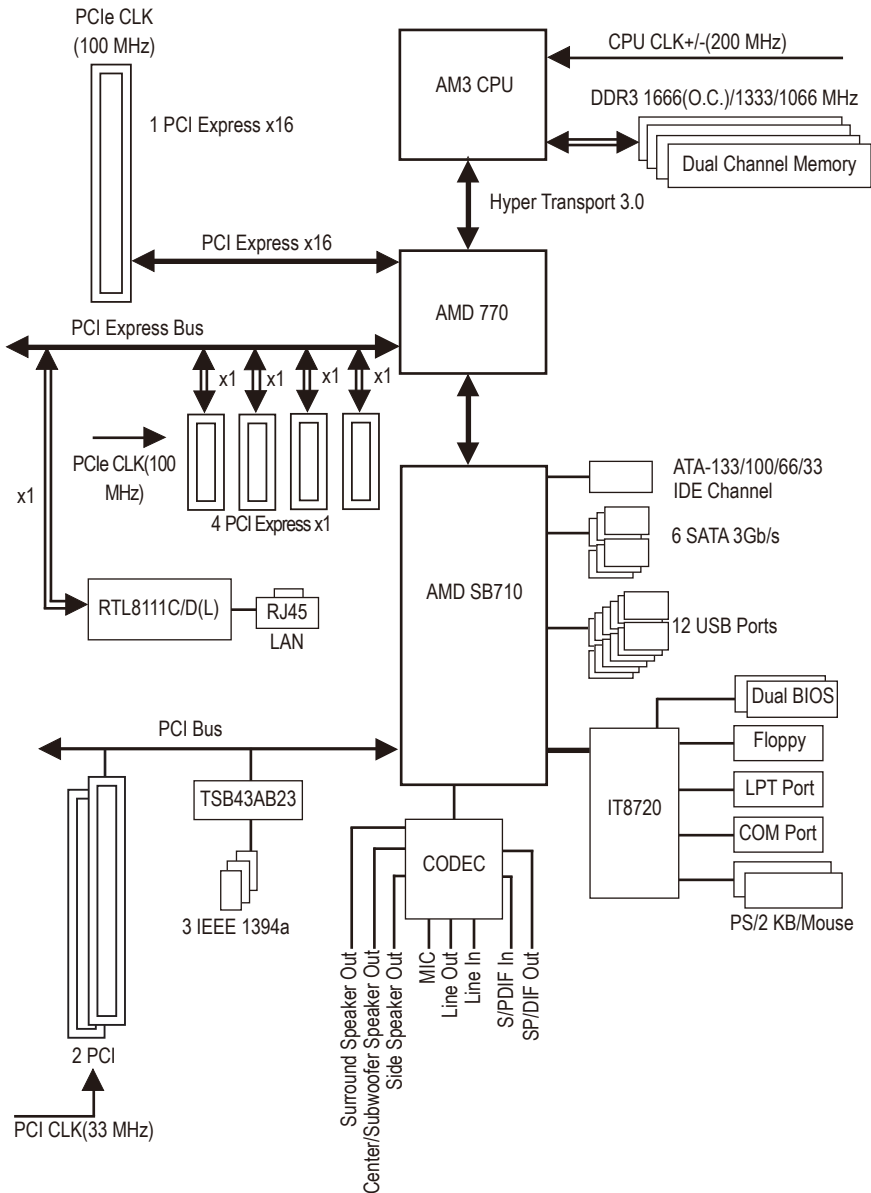 PCIe CLK
(100 MHz)
1 PCI Express x16
AM3 CPU
CPU CLK+/-(200 MHz)
DDR3 1666(O.C.)/1333/1066 MHz
Dual Channel Memory
Hyper Transport 3.0
PCI Express x16
AMD 770
PCI Express Bus
x1
x1
x1
x1
x1
PCIe CLK(100
MHz)
4 PCI Express x1
RTL8111C/D(L)
RJ45
LAN
AMD SB710
ATA-133/100/66/33
IDE Channel
6 SATA 3Gb/s
12 USB Ports
Dual BIOS
Floppy
LPT Port
COM Port
PS/2 KB/Mouse
IT8720
PCI Bus
TSB43AB23
3 IEEE 1394a
2 PCI
PCI CLK(33 MHz)
CODEC
Surround Speaker Out
Center/Subwoofer Speaker Out
Side Speaker Out
MIC
Line Out
Line In
S/PDIF In
SP/DIF Out